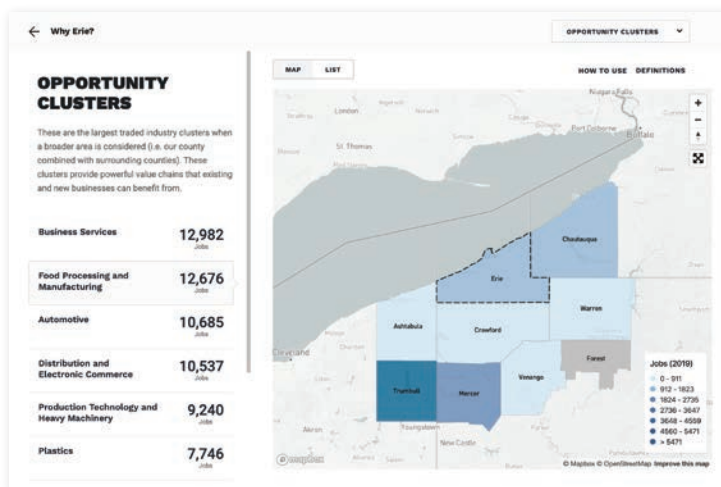 Why Erie?
OPPORTUNITY CLUSTERS
OPPORTUNITY
CLUSTERS
These are the largest traded industry clusters when
a broader area is considered (i.e. our county
combined with surrounding counties). These
clusters provide powerful value chains that existing
and new businesses can benefit from.
Business Services
12,982
Jobs
Food Processing and
Manufacturing
12,676
Jobs
Automotive
10,685
Jobs
Distribution and
Electronic Commerce
10,537
Jobs
Production Technology and
Heavy Machinery
9,240
Jobs
Plastics
7,746
MAP
LIST
HOW TO USE
DEFINITIONS
Niagara Falls
London
Port Colborne
Buffalo
St. Thomas
Chautauqua
Erie
Warren
Ashtabula
Crawford
Cleveland
Forest
Venango
Trumbull
Mercer
Akron
Youngstown
New Castle
Butler
Jobs (2019)
0 - 911
912 - 1823
1824 - 2735
2736 - 3647
3648 - 4559
4560 - 5471
> 5471
mapbox
© Mapbox © OpenStreetMap Improve this map